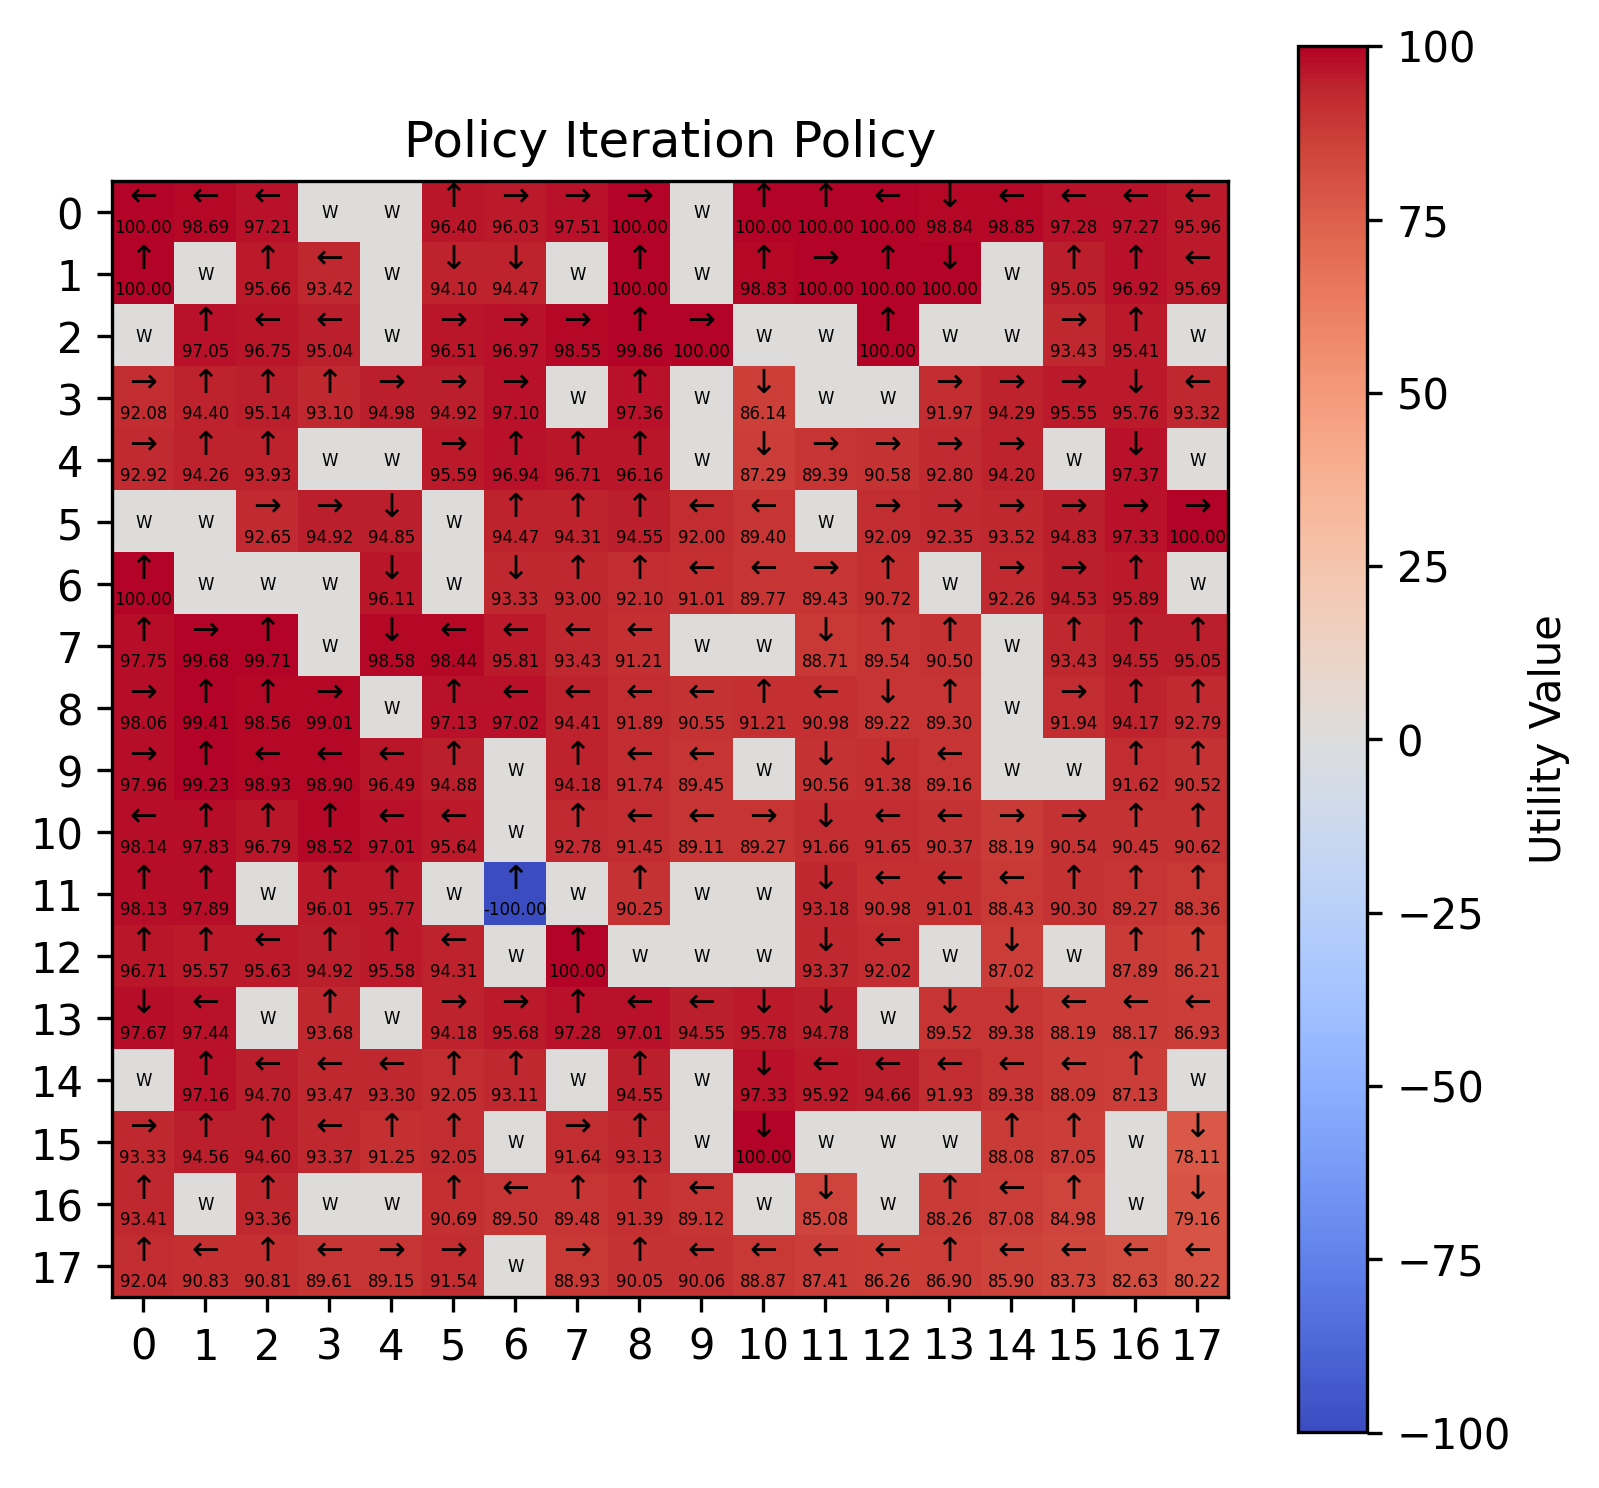 Policy Iteration Policy
0 ← ← ← W W ↑ → → → W ↑ ↑ ← ↓ ← ← ← ←
100.00 98.69 97.21 96.40 96.03 97.51 100.00 100.00 100.00 100.00 98.84 98.85 97.28 97.27 95.96
1 ↑ W ↑ ← W ↓ ↓ W ↑ W ↑ → ↑ ↓ W ↑ ↑ ←
100.00 95.66 93.42 94.10 94.47 100.00 98.83 100.00 100.00 100.00 95.05 96.92 95.69
2 W ↑ ← ← W → → → ↑ → W W ↑ W W → ↑ W
97.05 96.75 95.04 96.51 96.97 98.55 99.86 100.00 100.00 93.43 95.41
3 → ↑ ↑ ↑ → → → W ↑ W ↓ W W → → → ↓ ←
92.08 94.40 95.14 93.10 94.98 94.92 97.10 97.36 86.14 91.97 94.29 95.55 95.76 93.32
4 → ↑ ↑ W W → ↑ ↑ ↑ W ↓ → → → → W ↓ W
92.92 94.26 93.93 95.59 96.94 96.71 96.16 87.29 89.39 90.58 92.80 94.20 97.37
5 W W → → ↓ W ↑ ↑ ↑ ← ← W → → → → → →
92.65 94.92 94.85 94.47 94.31 94.55 92.00 89.40 92.09 92.35 93.52 94.83 97.33 100.00
6 ↑ W W W ↓ W ↓ ↑ ↑ ← ← → ↑ W → → ↑ W
100.00 96.11 93.33 93.00 92.10 91.01 89.77 89.43 90.72 92.26 94.53 95.89
7 ↑ → ↑ W ↓ ← ← ← ← W W ↓ ↑ ↑ W ↑ ↑ ↑
97.75 99.68 99.71 98.58 98.44 95.81 93.43 91.21 88.71 89.54 90.50 93.43 94.55 95.05
8 → ↑ ↑ → W ↑ ← ← ← ← ↑ ← ↓ ↑ W → ↑ ↑
98.06 99.41 98.56 99.01 97.13 97.02 94.41 91.89 90.55 91.21 90.98 89.22 89.30 91.94 94.17 92.79
9 → ↑ ← ← ← ↑ W ↑ ← ← W ↓ ↓ ← W W ↑ ↑
97.96 99.23 98.93 98.90 96.49 94.88 94.18 91.74 89.45 90.56 91.38 89.16 91.62 90.52
10 ← ↑ ↑ ↑ ← ← W ↑ ← ← → ↓ ← ← → → ↑ ↑
98.14 97.83 96.79 98.52 97.01 95.64 92.78 91.45 89.11 89.27 91.66 91.65 90.37 88.19 90.54 90.45 90.62
11 ↑ ↑ W ↑ ↑ W ↑ W ↑ W W ↓ ← ← ← ↑ ↑ ↑
98.13 97.89 96.01 95.77 -100.00 90.25 93.18 90.98 91.01 88.43 90.30 89.27 88.36
12 ↑ ↑ ← ↑ ↑ ← W ↑ W W W ↓ ← W ↓ W ↑ ↑
96.71 95.57 95.63 94.92 95.58 94.31 100.00 93.37 92.02 87.02 87.89 86.21
13 ↓ ← W ↑ W → → ↑ ← ← ↓ ↓ W ↓ ↓ ← ← ←
97.67 97.44 93.68 94.18 95.68 97.28 97.01 94.55 95.78 94.78 89.52 89.38 88.19 88.17 86.93
14 W ↑ ← ← ← ↑ ↑ W ↑ W ↓ ← ← ← ← ← ↑ W
97.16 94.70 93.47 93.30 92.05 93.11 94.55 97.33 95.92 94.66 91.93 89.38 88.09 87.13
15 → ↑ ↑ ← ↑ ↑ W → ↑ W ↓ W W W ↑ ↑ W ↓
93.33 94.56 94.60 93.37 91.25 92.05 91.64 93.13 100.00 88.08 87.05 78.11
16 ↑ W ↑ W W ↑ ← ↑ ↑ ← W ↓ W ↑ ← ↑ W ↓
93.41 93.36 90.69 89.50 89.48 91.39 89.12 85.08 88.26 87.08 84.98 79.16
17 ↑ ← ↑ ← → → W → ↑ ← ← ← ← ↑ ← ← ← ←
92.04 90.83 90.81 89.61 89.15 91.54 88.93 90.05 90.06 88.87 87.41 86.26 86.90 85.90 83.73 82.63 80.22
0 1 2 3 4 5 6 7 8 9 10 11 12 13 14 15 16 17
100
75
50
25
0
−25
−50
−75
−100
Utility Value